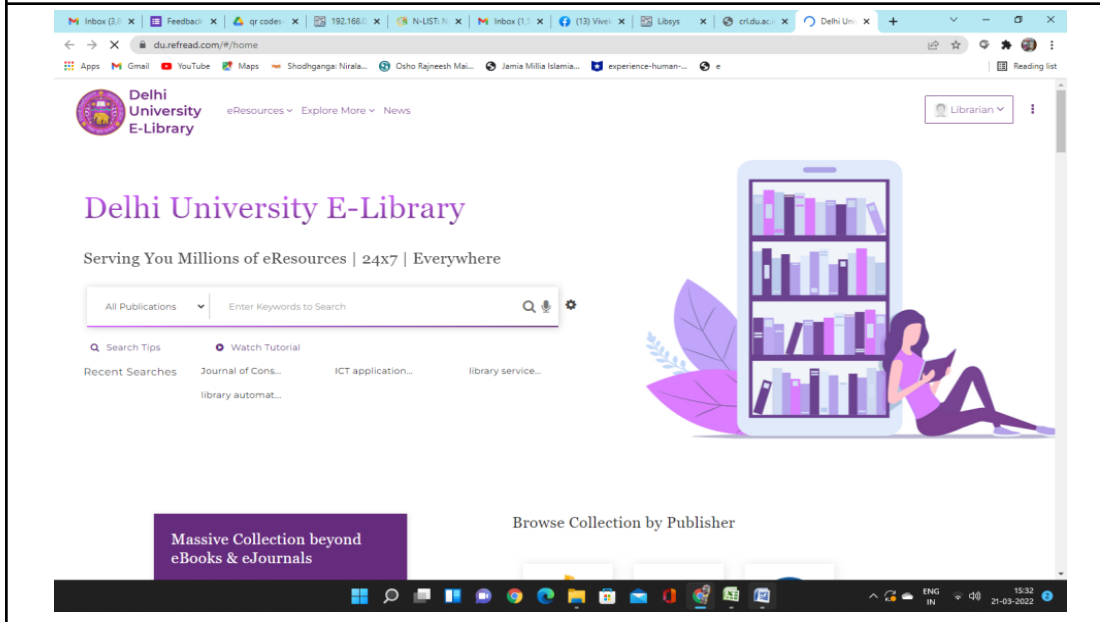 Inbox (3,8
Feedback
qr codes-
192.168.0
N-LIST: N
Inbox (1,
(13) Vivek
Libsys
crl.du.ac.i
Delhi Uni
du.refread.com/#/home
Apps
Gmail
YouTube
Maps
Shodhganga: Nirala...
Osho Rajneesh Mai...
Jamia Millia Islamia...
experience-human-...
e
Reading list
Delhi
University
E-Library
eResources Explore More News
Librarian
Delhi University E-Library
Serving You Millions of eResources | 24x7 | Everywhere
All Publications
Enter Keywords to Search
Search Tips
Watch Tutorial
Recent Searches
Journal of Cons...
ICT application...
library service...
library automat...
Massive Collection beyond
eBooks & eJournals
Browse Collection by Publisher
ENG
IN
15:32
21-03-2022
2